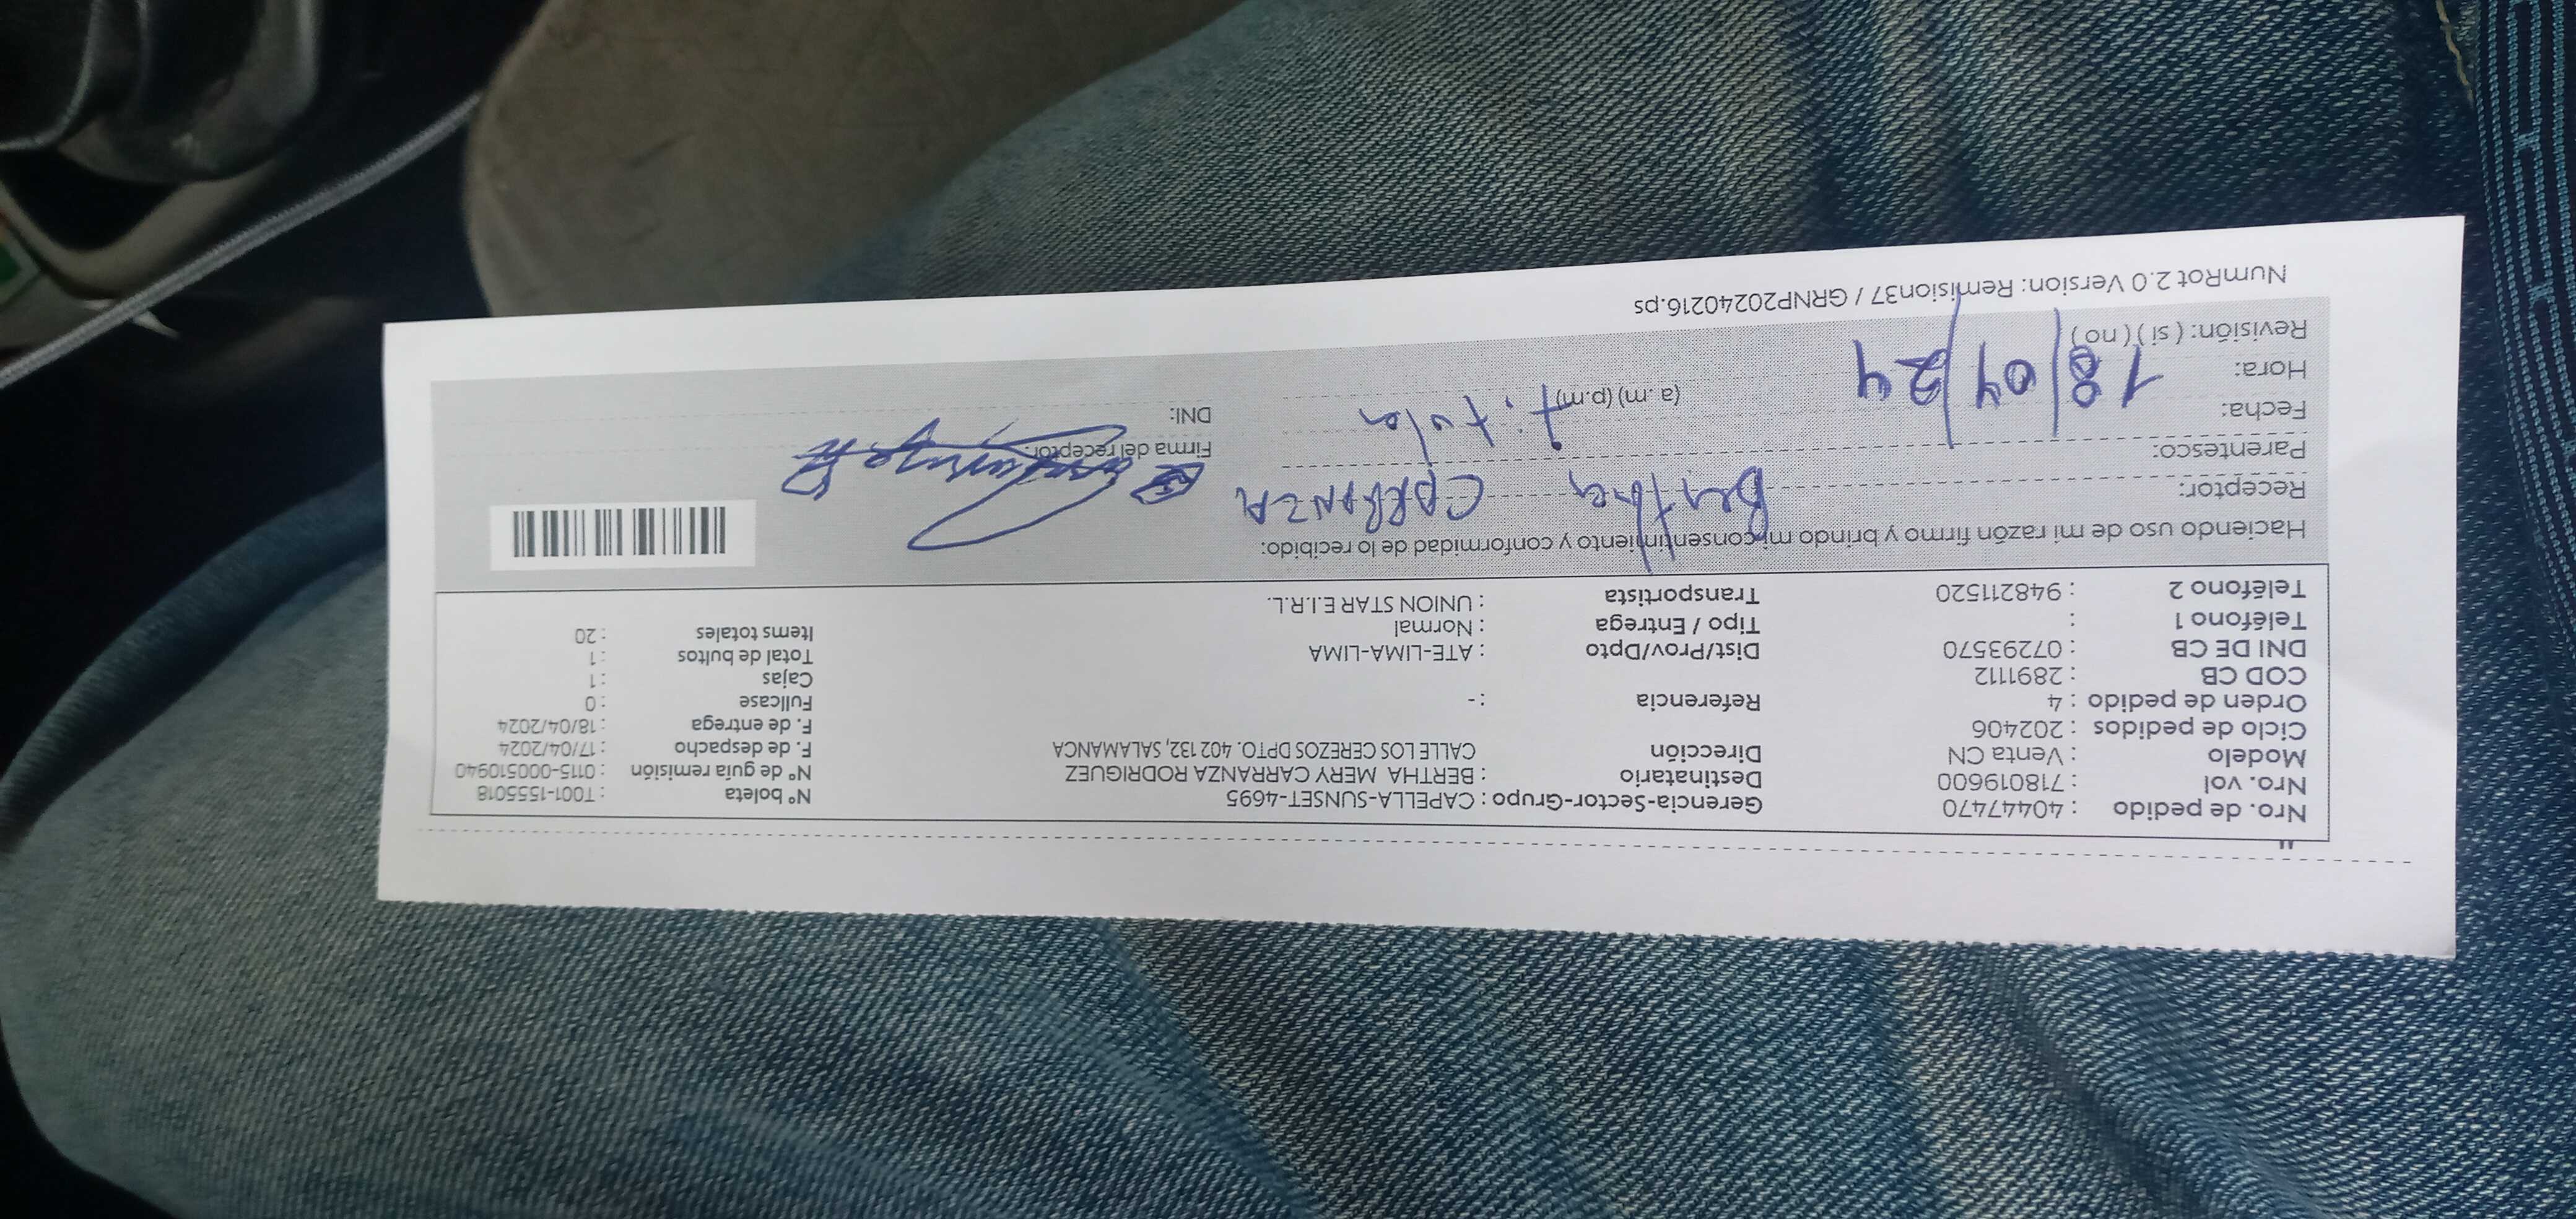 Nro. de pedido : 40447470 Gerencia-Sector-Grupo : CAPELLA-SUNSET-4695 N° boleta : T001-1555018
Nro. vol : 718019600 Destinatario : BERTHA MERY CARRANZA RODRIGUEZ N° de guía remisión : 0115-000510940
Modelo : Venta CN Dirección CALLE LOS CEREZOS DPTO. 402 132, SALAMANCA F. de despacho : 17/04/2024
Ciclo de pedidos : 202406 F. de entrega : 18/04/2024
Orden de pedido : 4 Referencia : - Fullcase : 0
COD CB : 2891112 Cajas : 1
DNI DE CB : 07293570 Dist/Prov/Dpto : ATE-LIMA-LIMA Total de bultos : 1
Teléfono 1 : Tipo / Entrega : Normal Items totales : 20
Teléfono 2 : 948211520 Transportista : UNION STAR E.I.R.L.
Haciendo uso de mi razón firmo y brindo mi consentimiento y conformidad de lo recibido:
Receptor: Bertha CARRANZA
Parentesco: titular Firma del receptor:
Fecha: 18/04/24 DNI:
Hora: (a. m) (p.m)
Revisión: ( si ) ( no )
NumRot 2.0 Version: Remision37 / GRNP20240216.ps